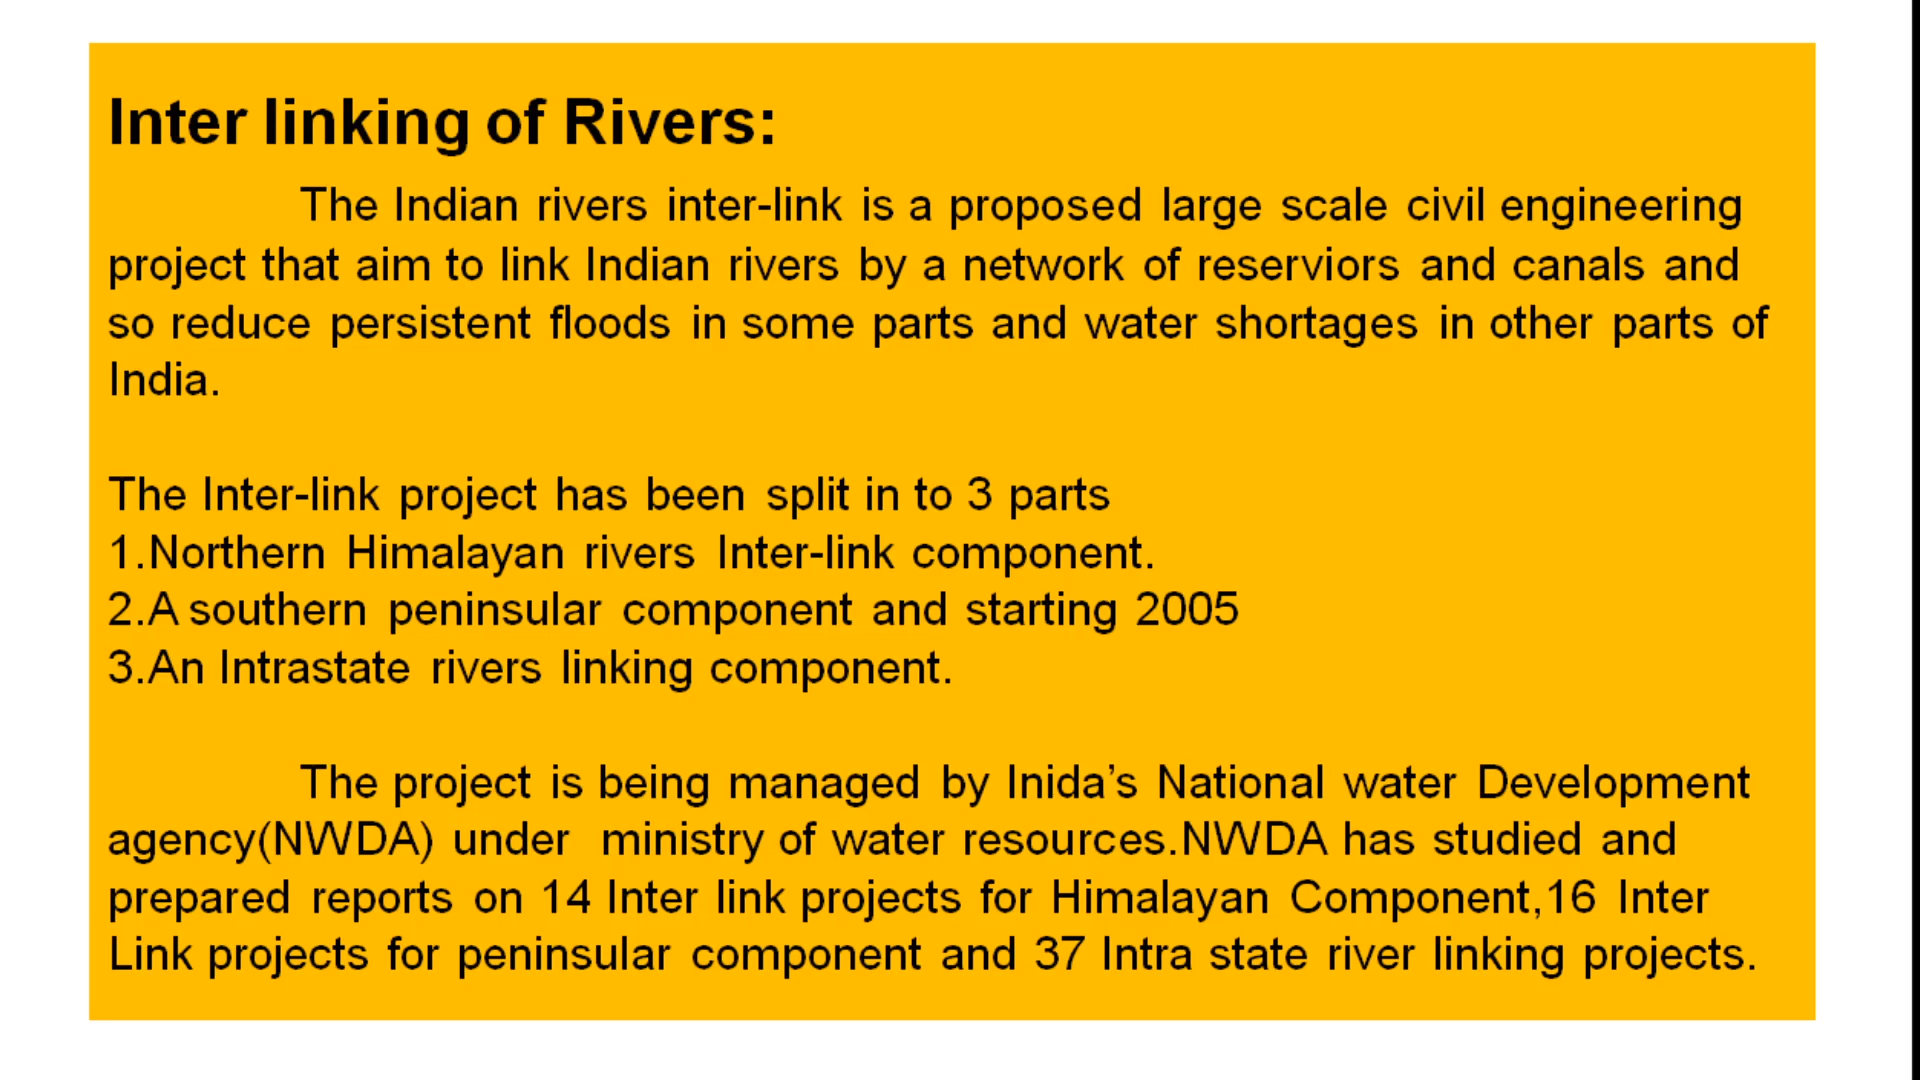 Inter linking of Rivers:
The Indian rivers inter-link is a proposed large scale civil engineering
project that aim to link Indian rivers by a network of reserviors and canals and
so reduce persistent floods in some parts and water shortages in other parts of
India.
The Inter-link project has been split in to 3 parts
1.Northern Himalayan rivers Inter-link component.
2.A southern peninsular component and starting 2005
3.An Intrastate rivers linking component.
The project is being managed by Inida’s National water Development
agency(NWDA) under ministry of water resources.NWDA has studied and
prepared reports on 14 Inter link projects for Himalayan Component,16 Inter
Link projects for peninsular component and 37 Intra state river linking projects.